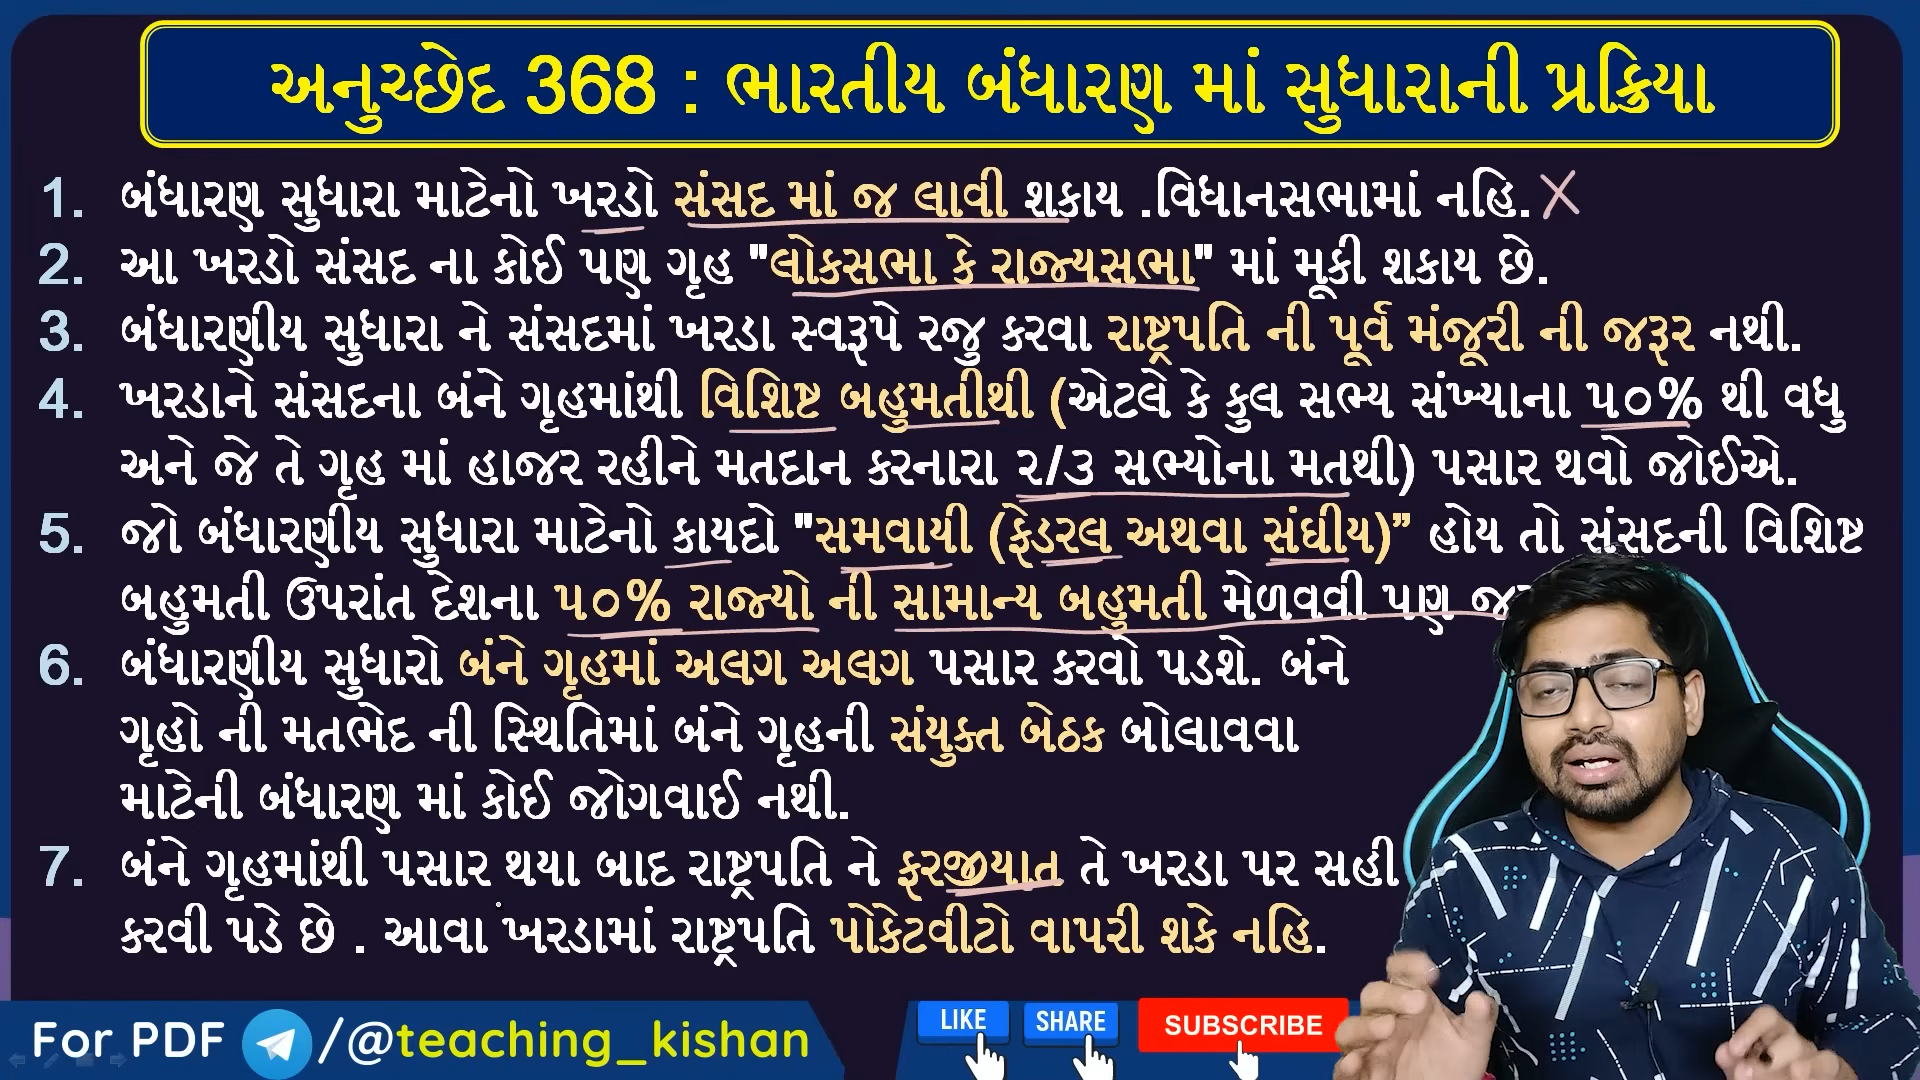 અનુચ્છેદ 368 : ભારતીય બંધારણ માં સુધારાની પ્રક્રિયા
1. બંધારણ સુધારા માટેનો ખરડો સંસદ માં જ લાવી શકાય .વિધાનસભામાં નહિ.
2. આ ખરડો સંસદ ના કોઈ પણ ગૃહ "લોકસભા કે રાજ્યસભા" માં મૂકી શકાય છે.
3. બંધારણીય સુધારા ને સંસદમાં ખરડા સ્વરૂપે રજુ કરવા રાષ્ટ્રપતિ ની પૂર્વ મંજૂરી ની જરૂર નથી.
4. ખરડાને સંસદના બંને ગૃહમાંથી વિશિષ્ટ બહુમતીથી (એટલે કે કુલ સભ્ય સંખ્યાના ૫૦% થી વધુ
અને જે તે ગૃહ માં હાજર રહીને મતદાન કરનારા ૨/૩ સભ્યોના મતથી) પસાર થવો જોઈએ.
5. જો બંધારણીય સુધારા માટેનો કાયદો "સમવાયી (ફેડરલ અથવા સંઘીય)” હોય તો સંસદની વિશિષ્ટ
બહુમતી ઉપરાંત દેશના ૫૦% રાજ્યો ની સામાન્ય બહુમતી મેળવવી પણ
6. બંધારણીય સુધારો બંને ગૃહમાં અલગ અલગ પસાર કરવો પડશે. બંને
ગૃહો ની મતભેદ ની સ્થિતિમાં બંને ગૃહની સંયુક્ત બેઠક બોલાવવા
માટેની બંધારણ માં કોઈ જોગવાઈ નથી.
7. બંને ગૃહમાંથી પસાર થયા બાદ રાષ્ટ્રપતિ ને ફરજીયાત તે ખરડા પર સહી
કરવી પડે છે . આવા ખરડામાં રાષ્ટ્રપતિ પોકેટવીટો વાપરી શકે નહિ.
For PDF /@teaching_kishan
LIKE SHARE SUBSCRIBE